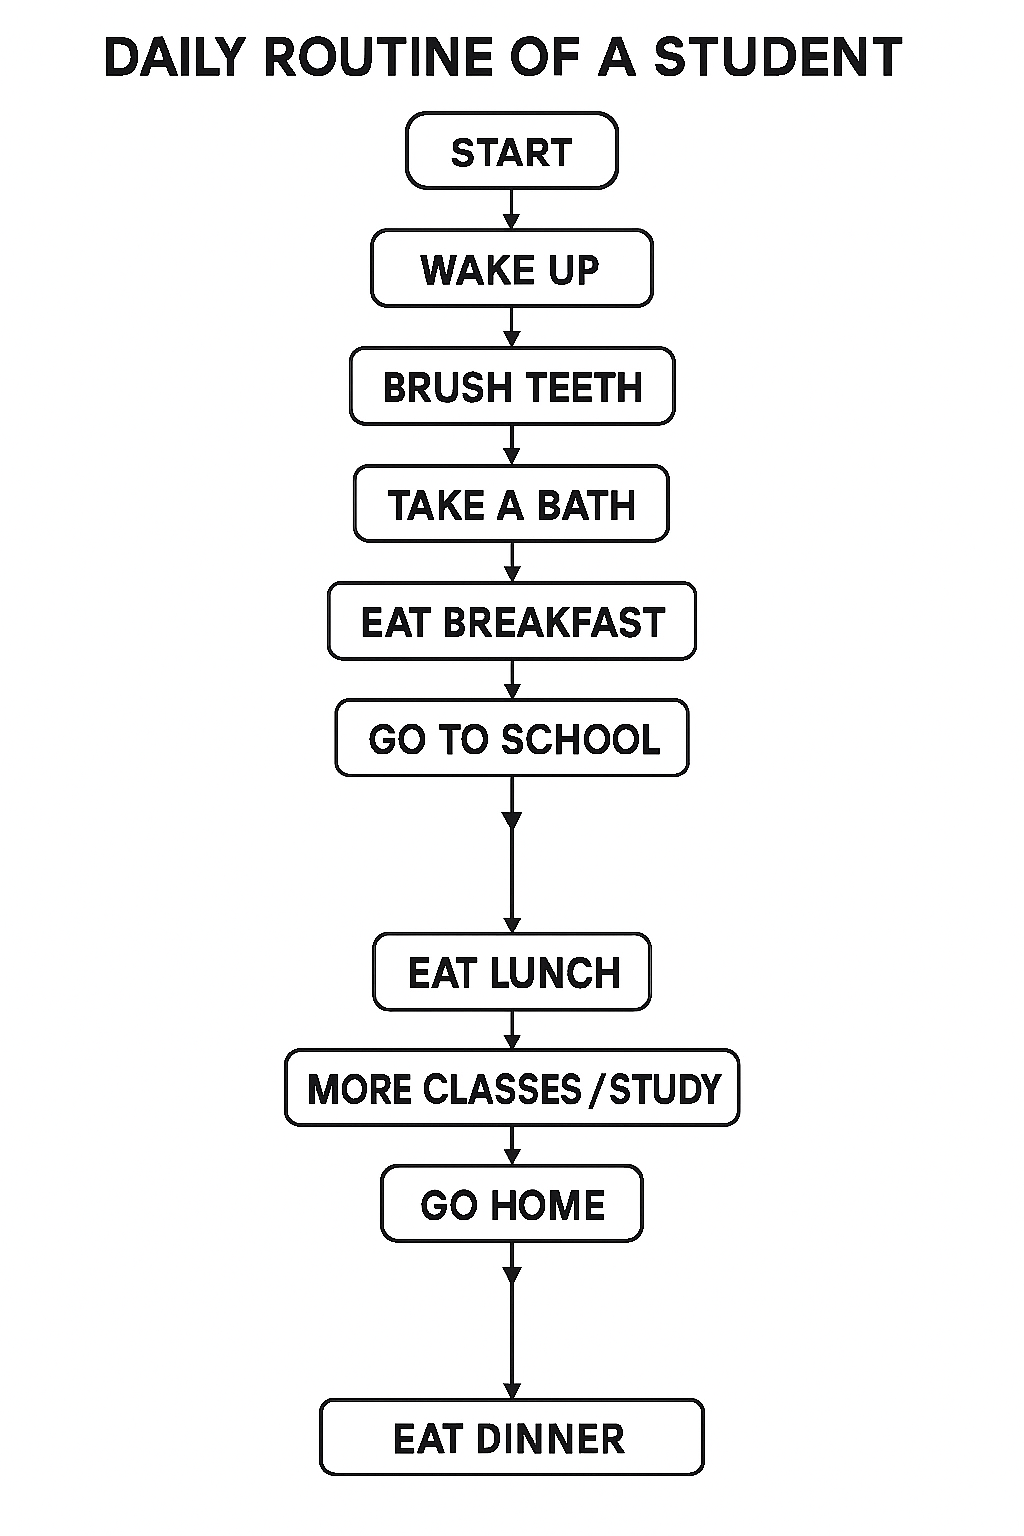 DAILY ROUTINE OF A STUDENT
START
WAKE UP
BRUSH TEETH
TAKE A BATH
EAT BREAKFAST
GO TO SCHOOL
EAT LUNCH
MORE CLASSES / STUDY
GO HOME
EAT DINNER